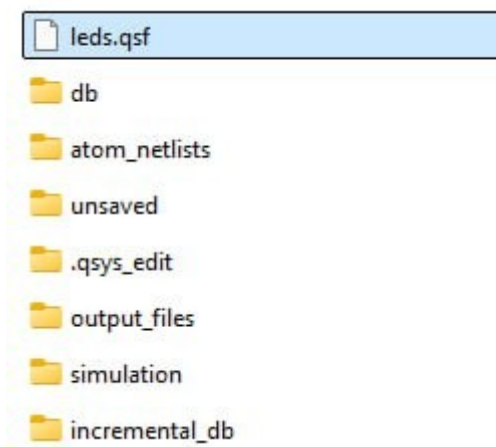 leds.qsf
db
atom_netlists
unsaved
.qsys_edit
output_files
simulation
incremental_db